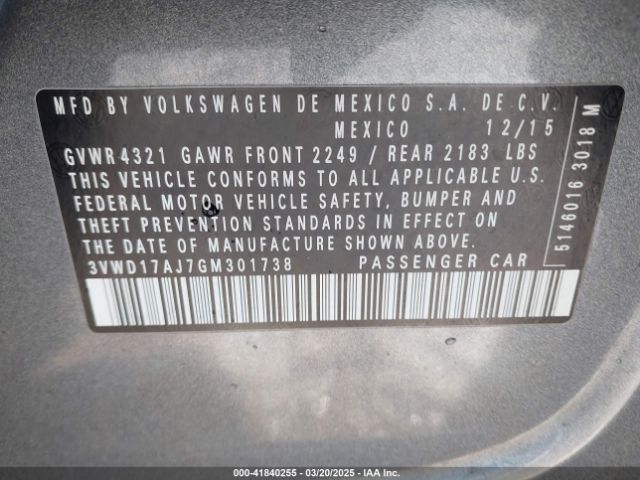 MFD BY VOLKSWAGEN DE MEXICO S.A. DE C.V.
MEXICO 12/15
GVWR 4321 GAWR FRONT 2249 / REAR 2183 LBS
THIS VEHICLE CONFORMS TO ALL APPLICABLE U.S.
FEDERAL MOTOR VEHICLE SAFETY, BUMPER AND
THEFT PREVENTION STANDARDS IN EFFECT ON
THE DATE OF MANUFACTURE SHOWN ABOVE.
3VWD17AJ7GM301738 PASSENGER CAR
5146016 3018 M
000-41840255 - 03/20/2025 - IAA Inc.